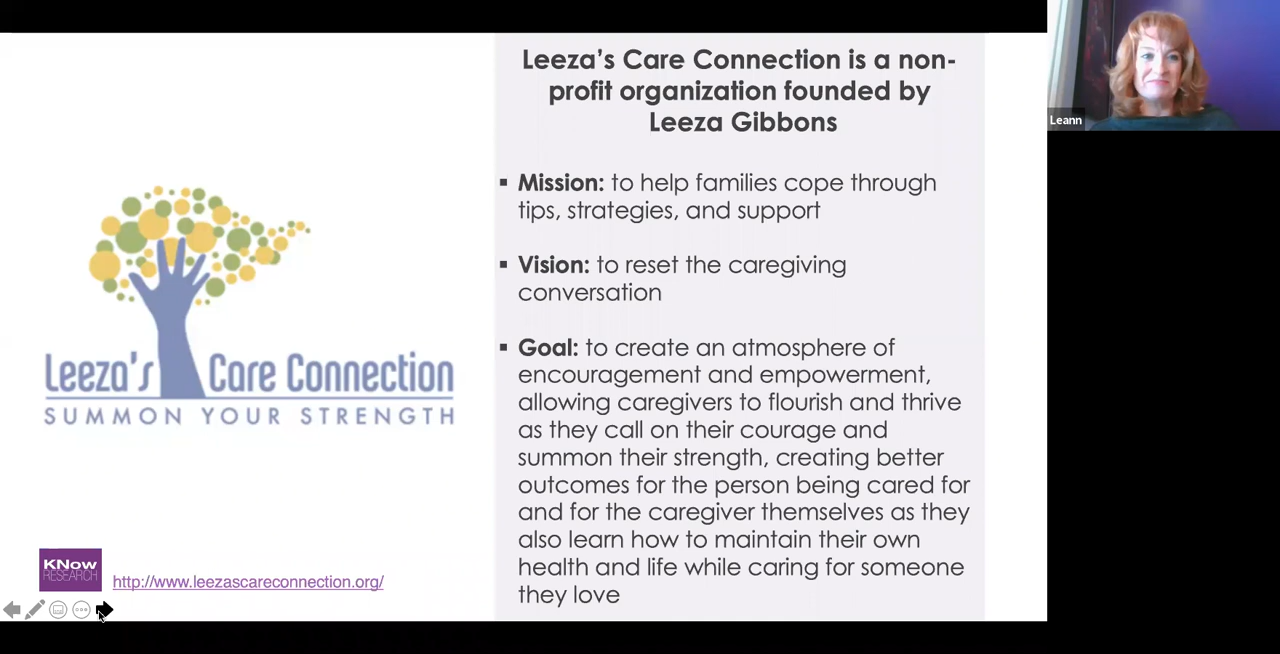 Leeza’s Care Connection is a non-
profit organization founded by
Leeza Gibbons
▪ Mission: to help families cope through
tips, strategies, and support
▪ Vision: to reset the caregiving
conversation
▪ Goal: to create an atmosphere of
encouragement and empowerment,
allowing caregivers to flourish and thrive
as they call on their courage and
summon their strength, creating better
outcomes for the person being cared for
and for the caregiver themselves as they
also learn how to maintain their own
health and life while caring for someone
they love
Leeza's Care Connection
SUMMON YOUR STRENGTH
KNow
RESEARCH
http://www.leezascareconnection.org/
Leann